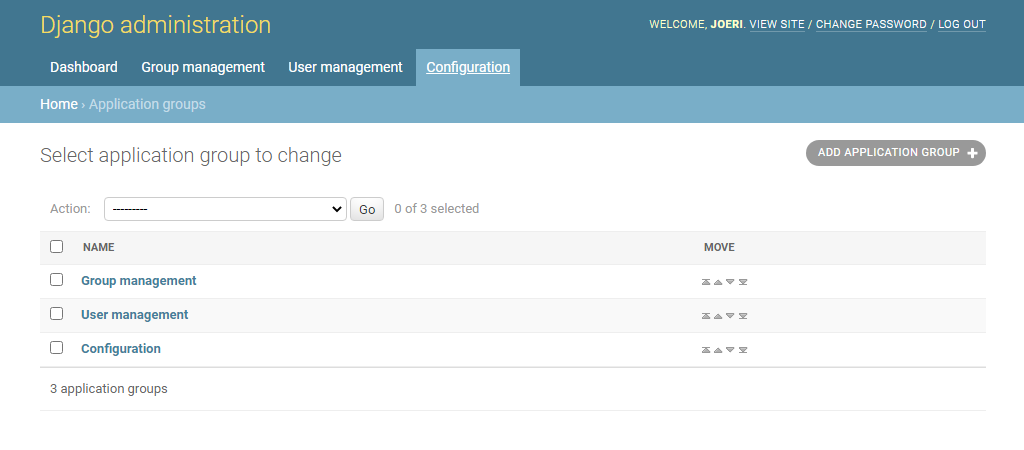 Django administration
WELCOME, JOERI. VIEW SITE / CHANGE PASSWORD / LOG OUT
Dashboard Group management User management Configuration
Home › Application groups
Select application group to change
ADD APPLICATION GROUP +
Action: --------- Go 0 of 3 selected
NAME MOVE
Group management
User management
Configuration
3 application groups